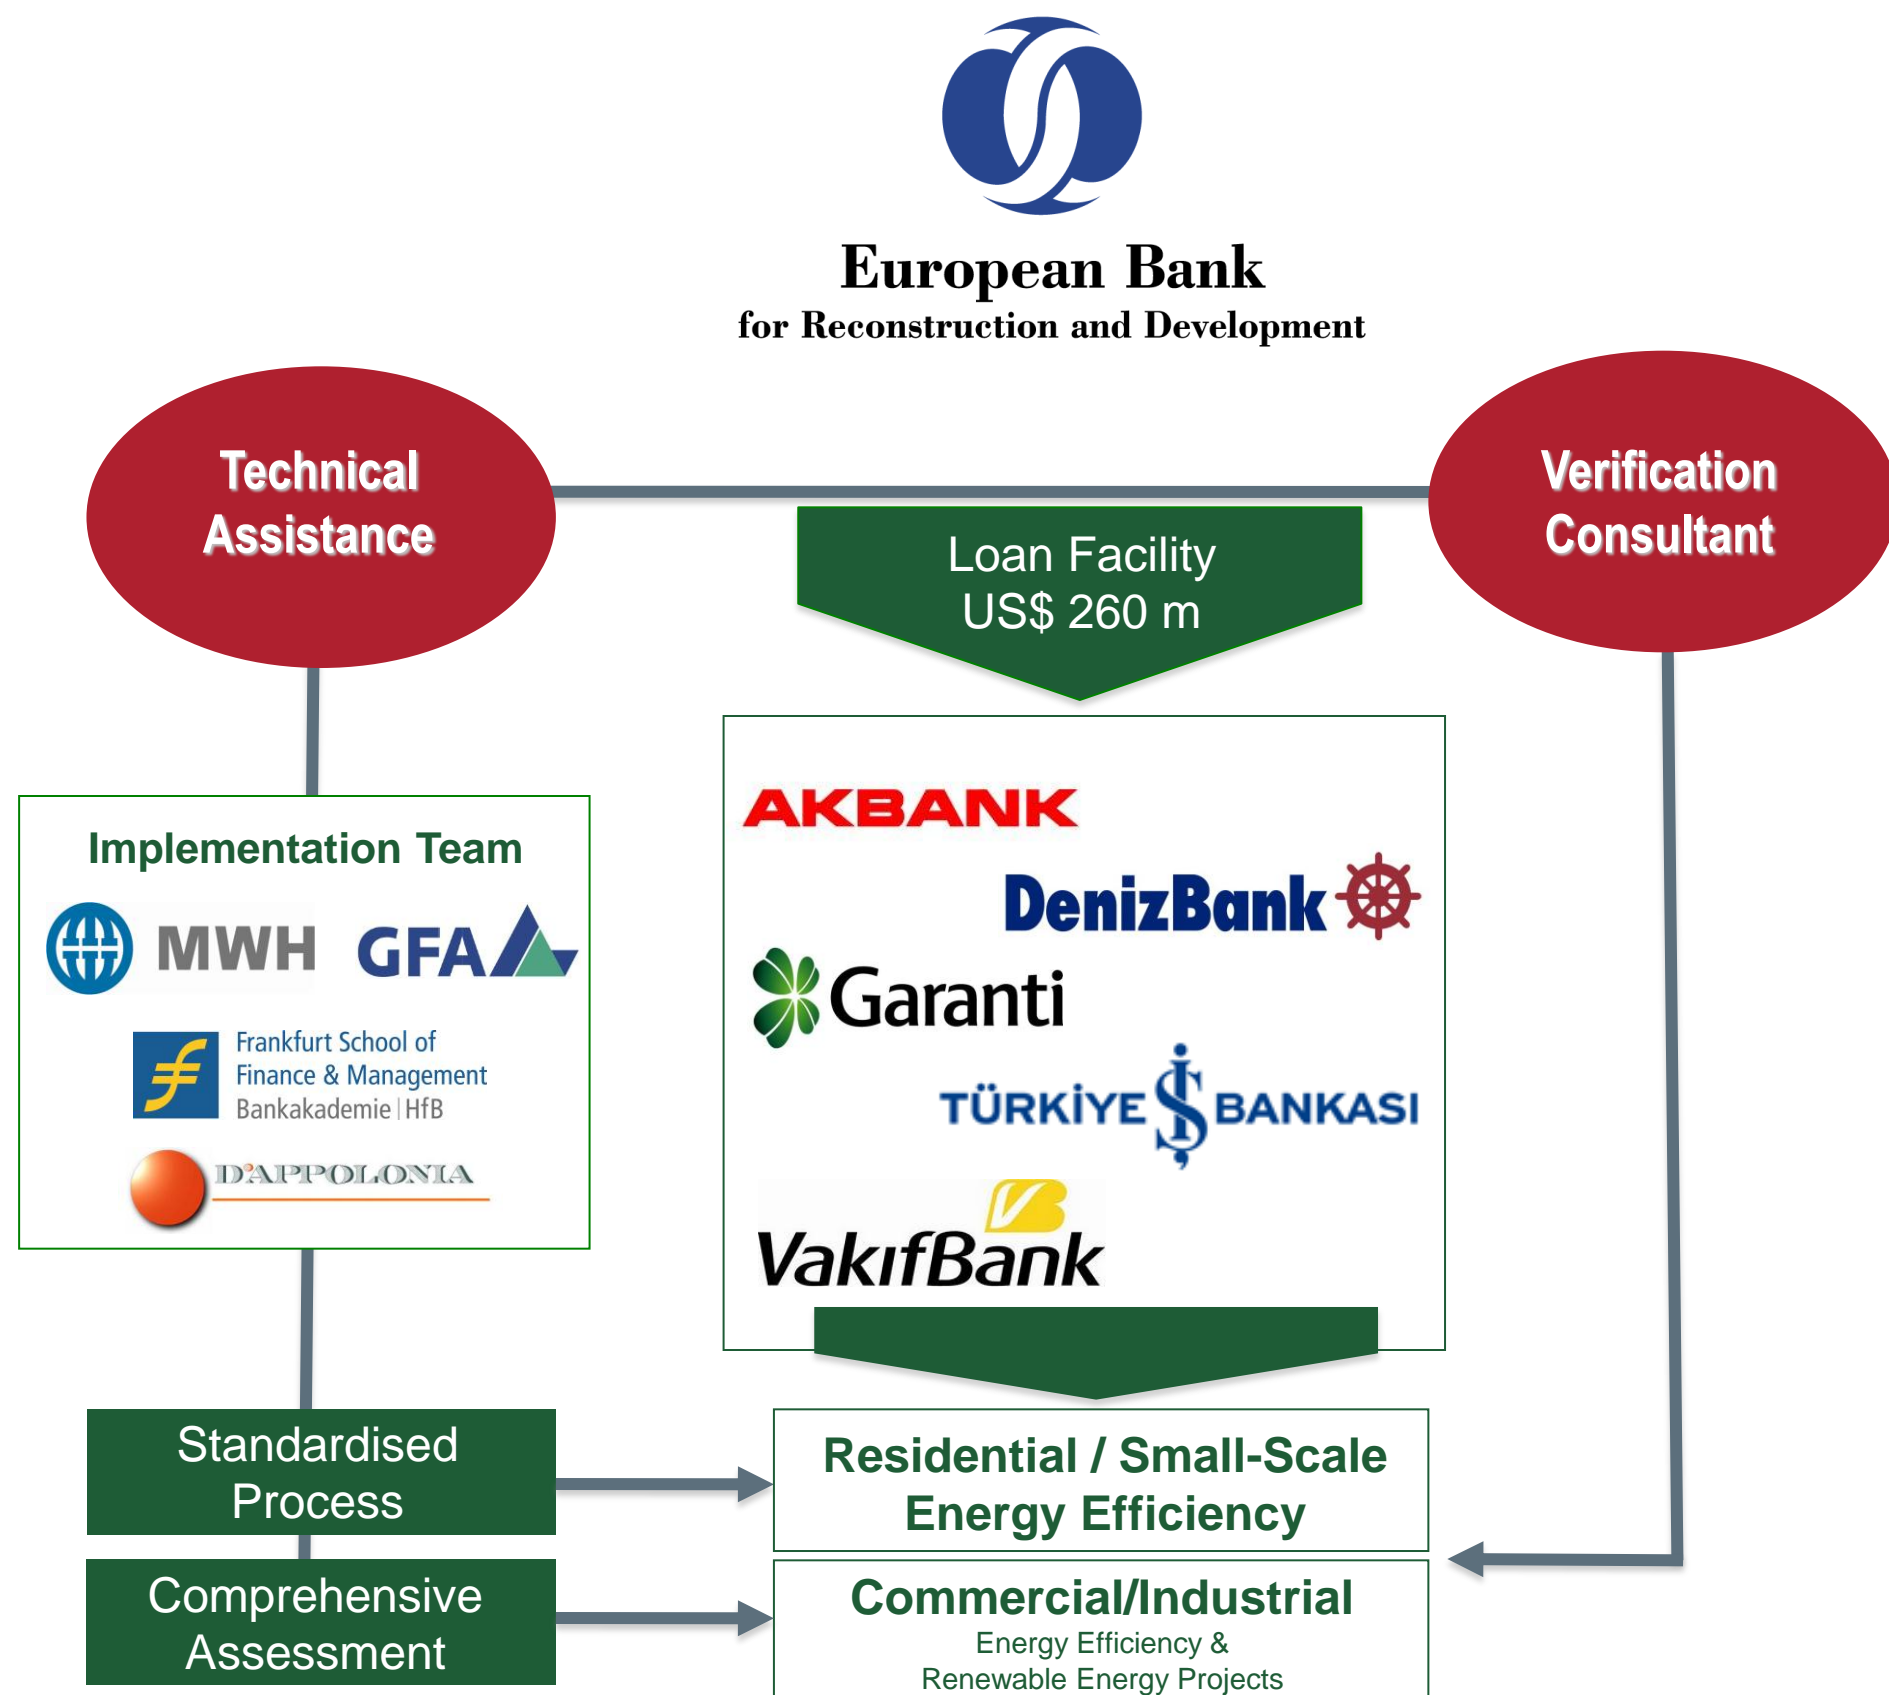 European Bank
for Reconstruction and Development
Technical
Assistance
Verification
Consultant
Loan Facility
US$ 260 m
Implementation Team
MWH
GFA
Frankfurt School of
Finance & Management
Bankakademie | HfB
D'APPOLONIA
AKBANK
DenizBank
Garanti
TÜRKİYE İŞ BANKASI
VakıfBank
Standardised
Process
Residential / Small-Scale
Energy Efficiency
Comprehensive
Assessment
Commercial/Industrial
Energy Efficiency &
Renewable Energy Projects